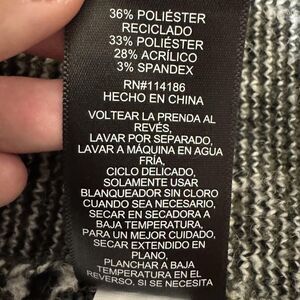 36% POLIÉSTER
RECICLADO
33% POLIÉSTER
28% ACRÍLICO
3% SPANDEX
RN#114186
HECHO EN CHINA
VOLTEAR LA PRENDA AL
REVÉS,
LAVAR POR SEPARADO,
LAVAR A MÁQUINA EN AGUA
FRÍA,
CICLO DELICADO,
SOLAMENTE USAR
BLANQUEADOR SIN CLORO
CUANDO SEA NECESARIO,
SECAR EN SECADORA A
BAJA TEMPERATURA,
PARA UN MEJOR CUIDADO,
SECAR EXTENDIDO EN
PLANO,
PLANCHAR A BAJA
TEMPERATURA EN EL
REVERSO, SI SE NECESITA